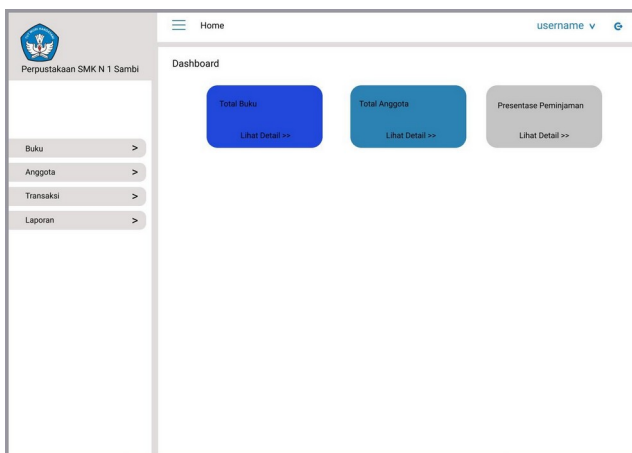 Perpustakaan SMK N 1 Sambi
Home
username v
Dashboard
Total Buku
Lihat Detail >>
Total Anggota
Lihat Detail >>
Presentase Peminjaman
Lihat Detail >>
Buku >
Anggota >
Transaksi >
Laporan >